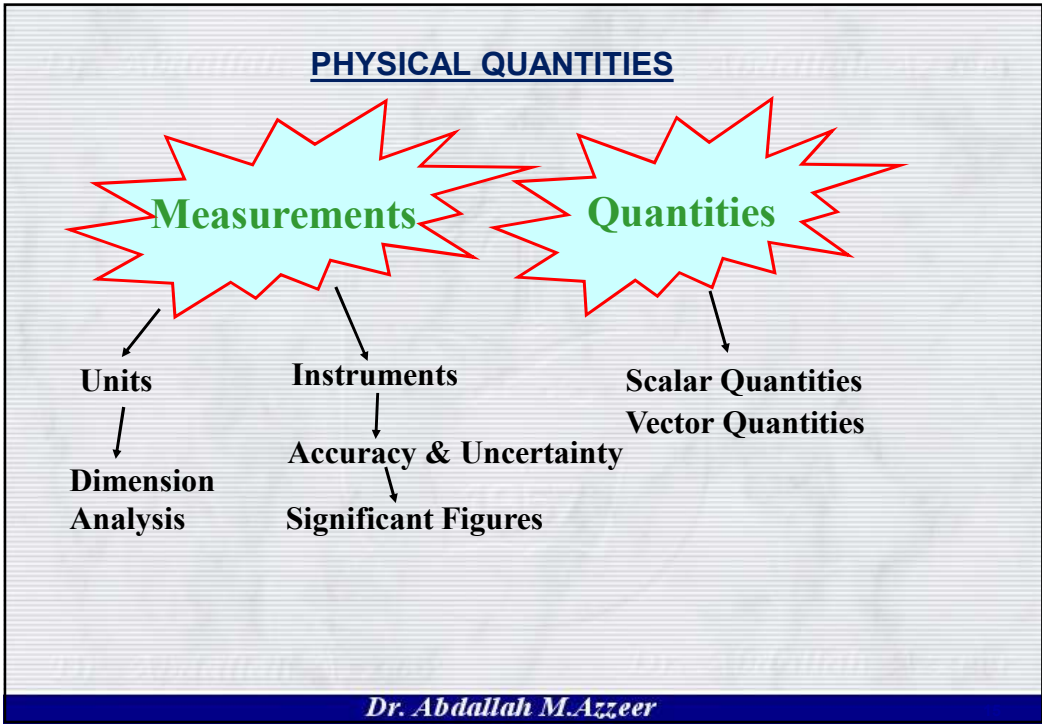 PHYSICAL QUANTITIES
Measurements
Quantities
Units
Instruments
Scalar Quantities
Vector Quantities
Accuracy & Uncertainty
Dimension
Analysis
Significant Figures
Dr. Abdallah M.Azzeer